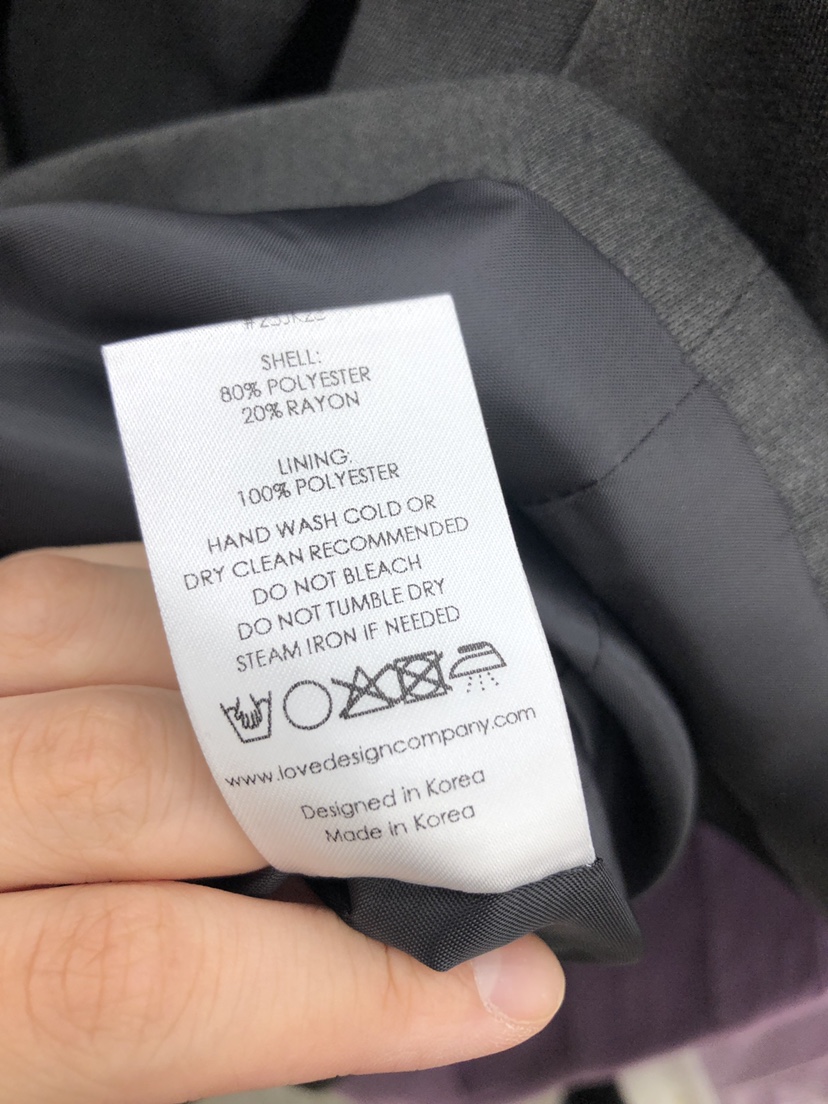 SHELL:
80% POLYESTER
20% RAYON
LINING:
100% POLYESTER
HAND WASH COLD OR
DRY CLEAN RECOMMENDED
DO NOT BLEACH
DO NOT TUMBLE DRY
STEAM IRON IF NEEDED
www.lovedesigncompany.com
Designed in Korea
Made in Korea